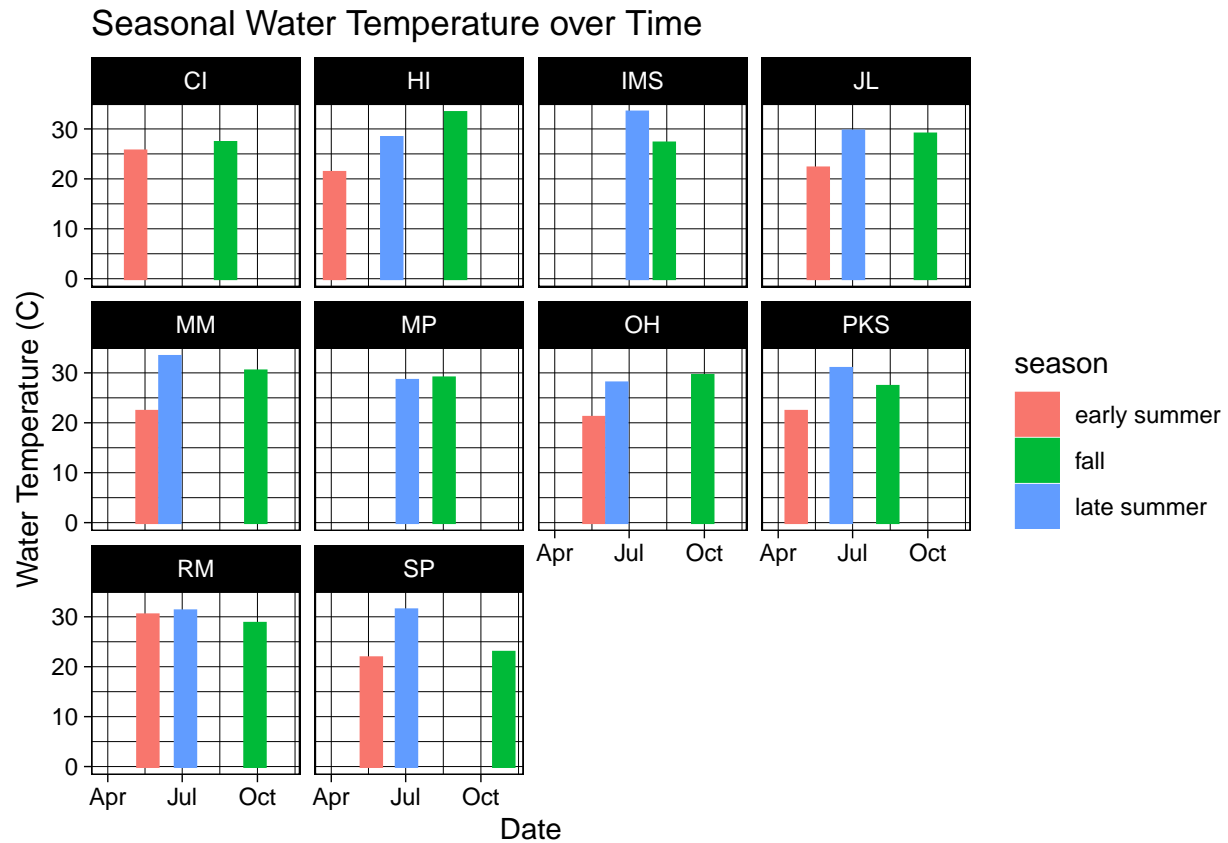 Seasonal Water Temperature over Time
CI HI IMS JL
30
20
10
0
MM MP OH PKS
30
20
10
0
Apr Jul Oct Apr Jul Oct
RM SP
30
20
10
0
Apr Jul Oct Apr Jul Oct
Water Temperature (C)
Date
season
early summer
fall
late summer